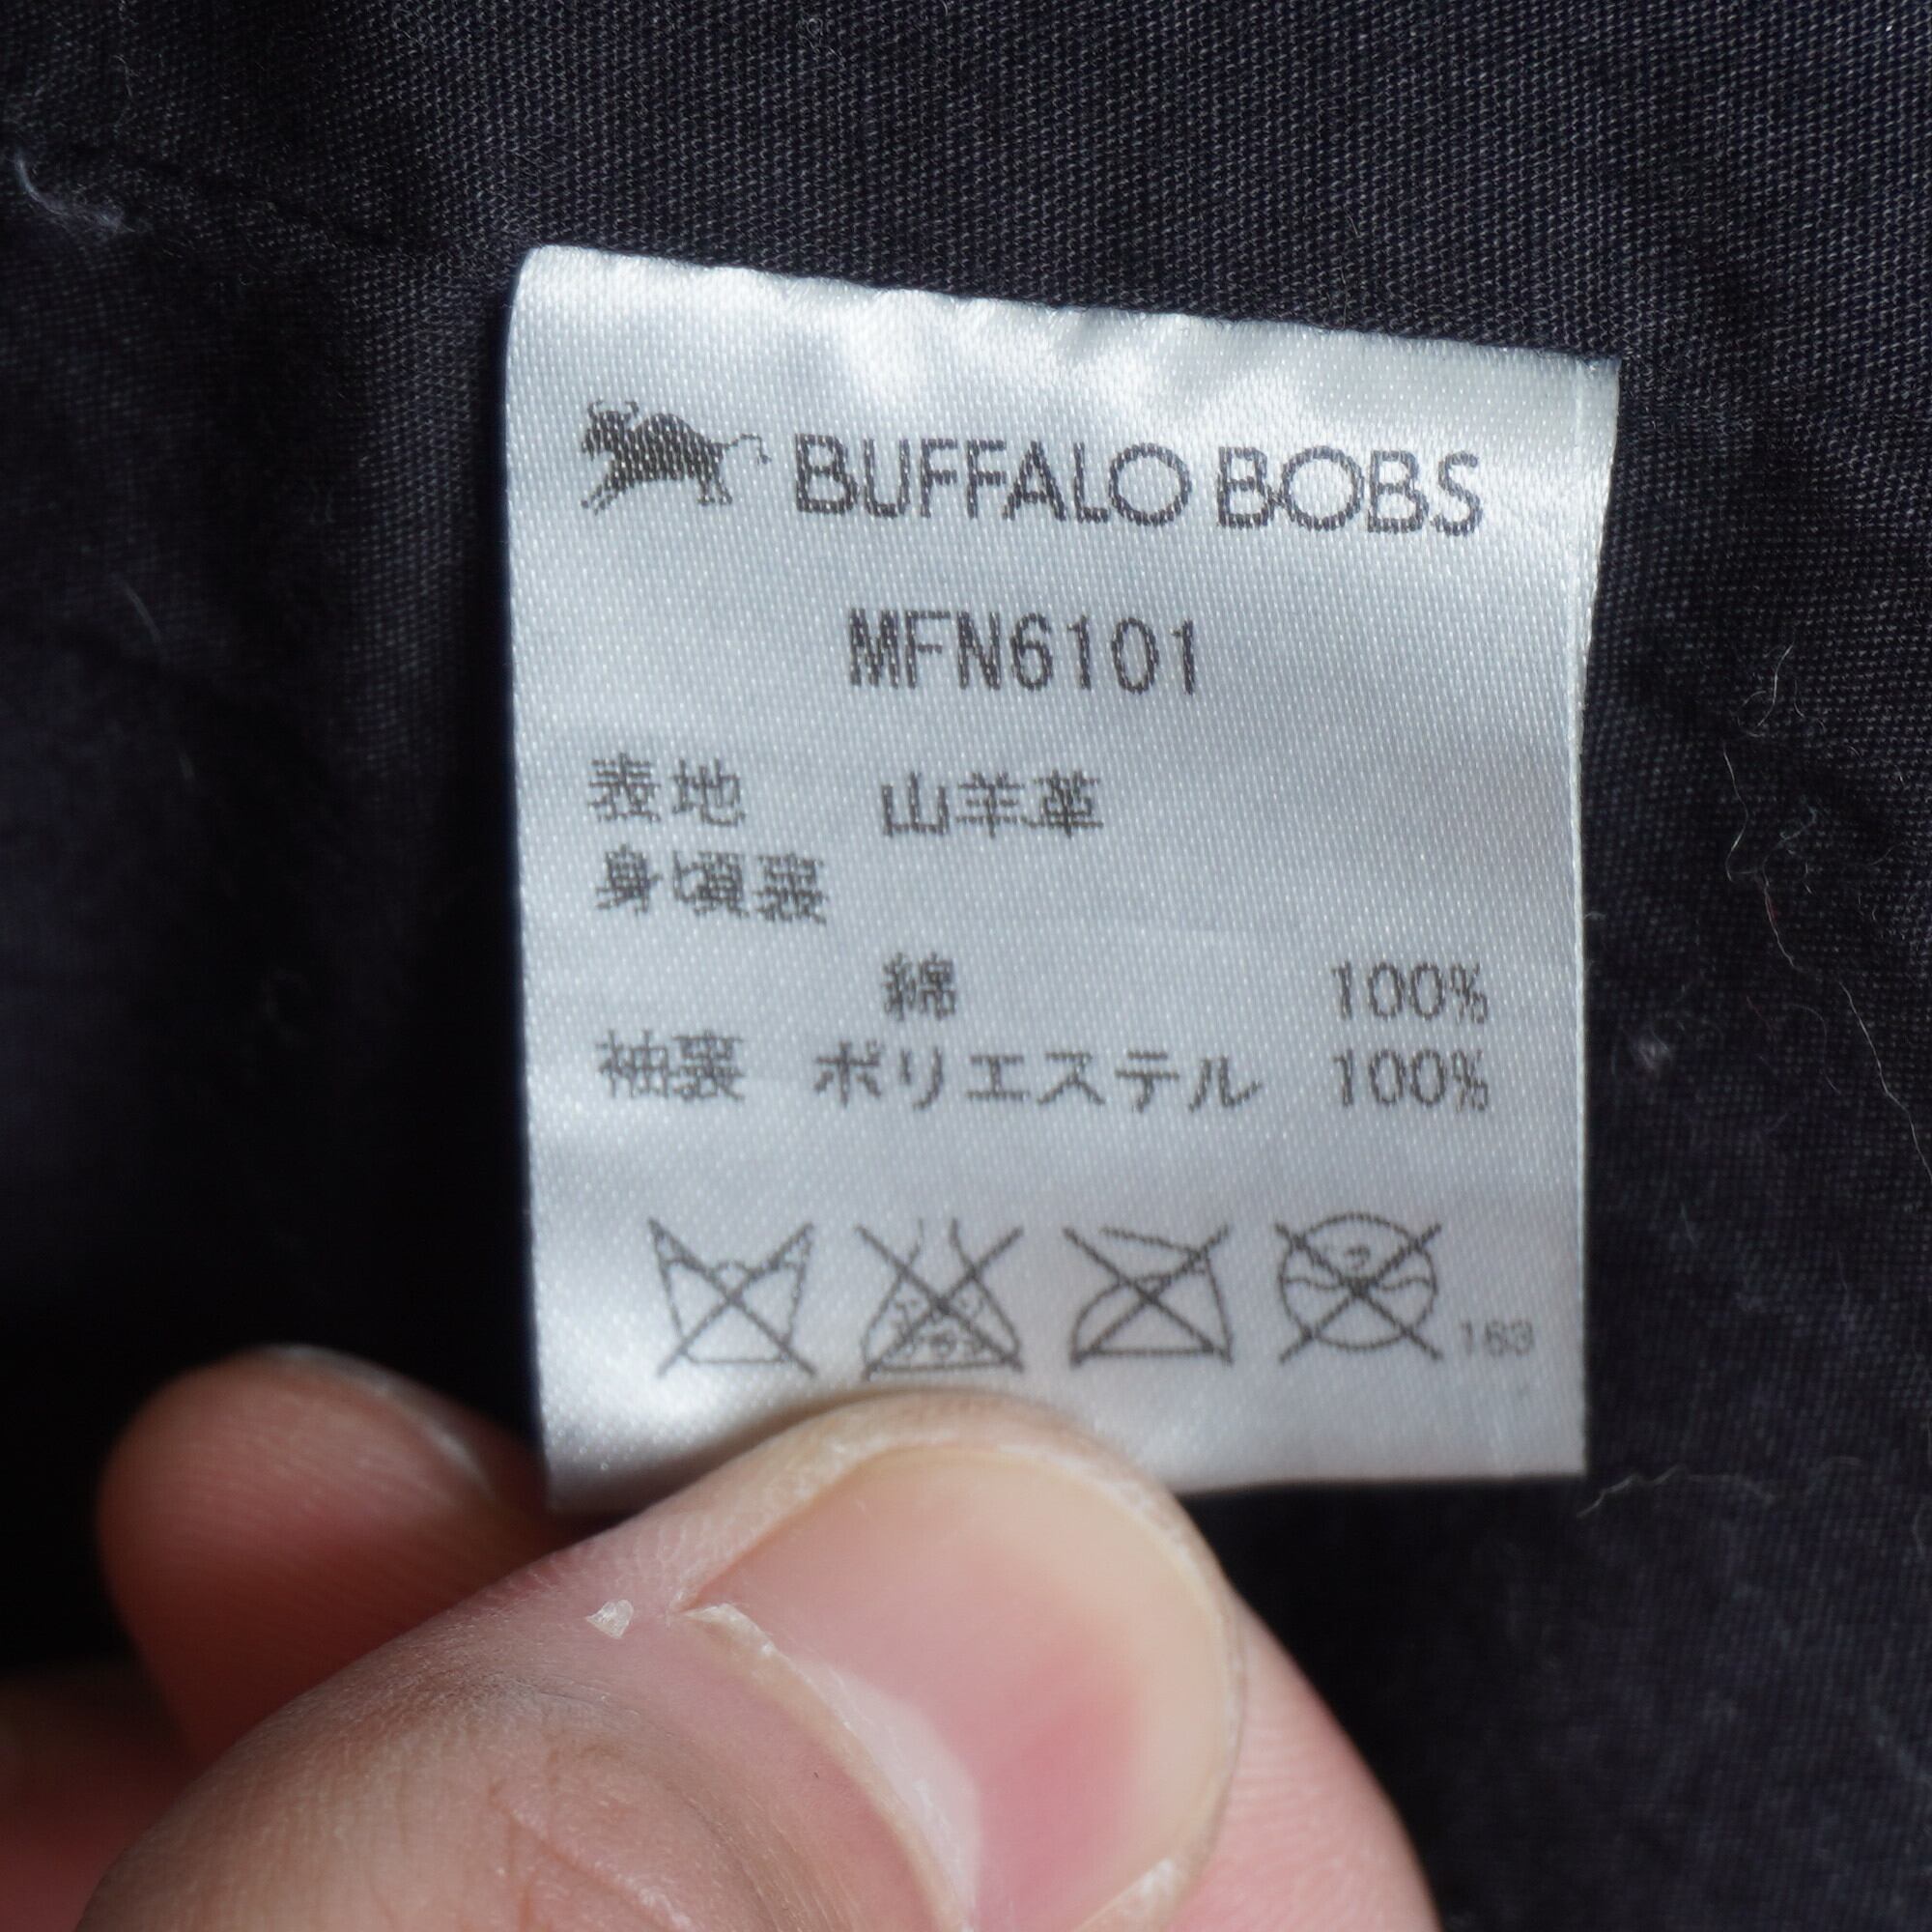 BUFFALO BOBS
MFN6101
表地 山羊革
身頃裏
綿 100%
袖裏 ポリエステル 100%
163